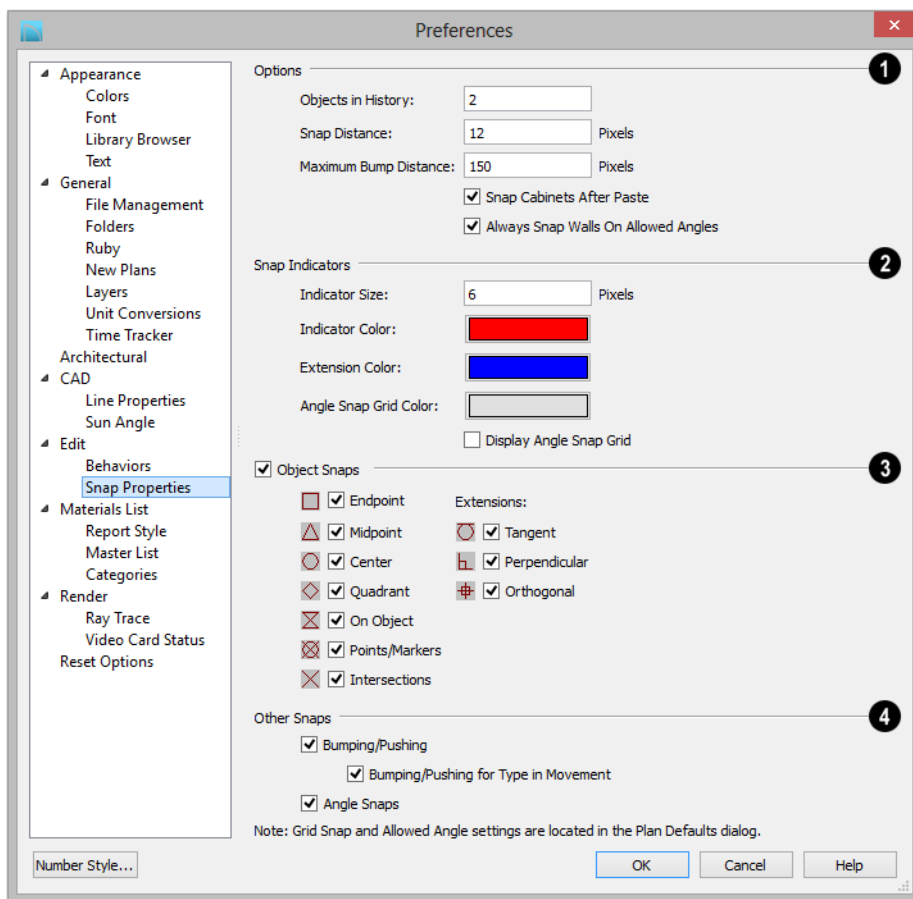 Preferences
Appearance
Colors
Font
Library Browser
Text
General
File Management
Folders
Ruby
New Plans
Layers
Unit Conversions
Time Tracker
Architectural
CAD
Line Properties
Sun Angle
Edit
Behaviors
Snap Properties
Materials List
Report Style
Master List
Categories
Render
Ray Trace
Video Card Status
Reset Options
Options 1
Objects in History: 2
Snap Distance: 12 Pixels
Maximum Bump Distance: 150 Pixels
Snap Cabinets After Paste
Always Snap Walls On Allowed Angles
Snap Indicators 2
Indicator Size: 6 Pixels
Indicator Color:
Extension Color:
Angle Snap Grid Color:
Display Angle Snap Grid
Object Snaps 3
Endpoint Extensions:
Midpoint Tangent
Center Perpendicular
Quadrant Orthogonal
On Object
Points/Markers
Intersections
Other Snaps 4
Bumping/Pushing
Bumping/Pushing for Type in Movement
Angle Snaps
Note: Grid Snap and Allowed Angle settings are located in the Plan Defaults dialog.
Number Style... OK Cancel Help